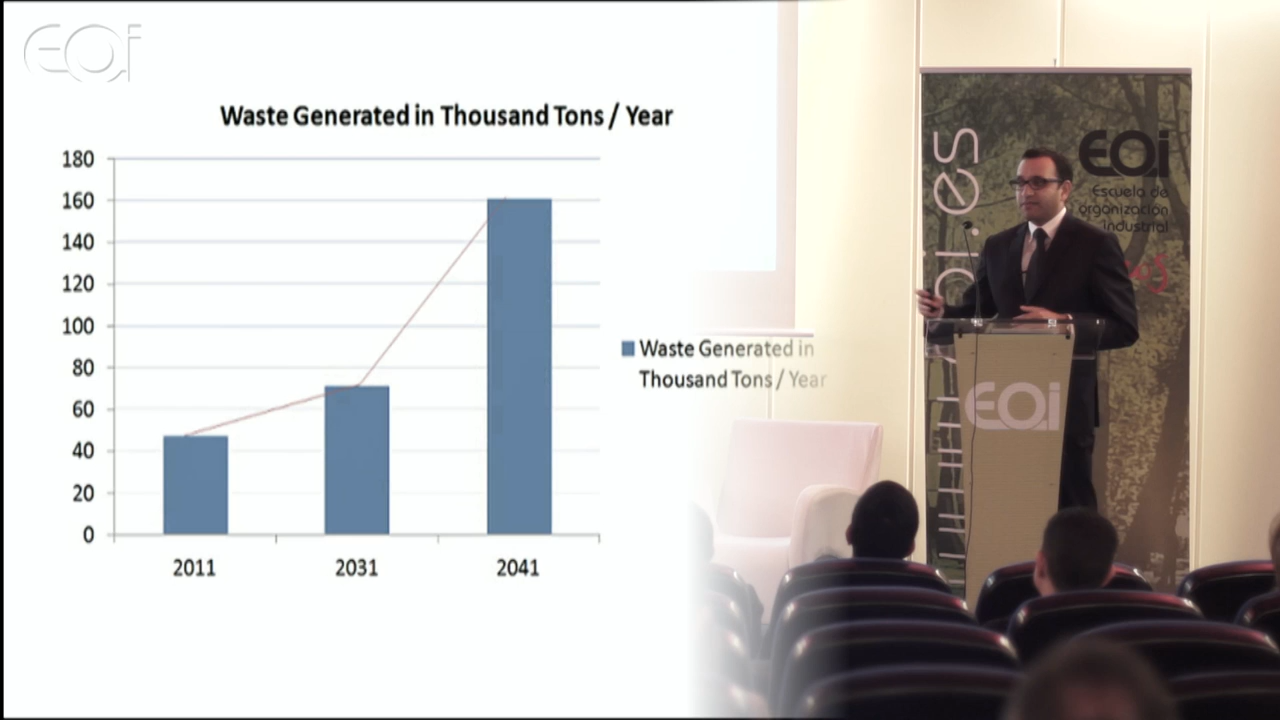 EOi
Waste Generated in Thousand Tons / Year
180
160
140
120
100
80
60
40
20
0
2011
2031
2041
Waste Generated in
Thousand Tons / Year
EOi
Escuela de
organización
industrial
EOi